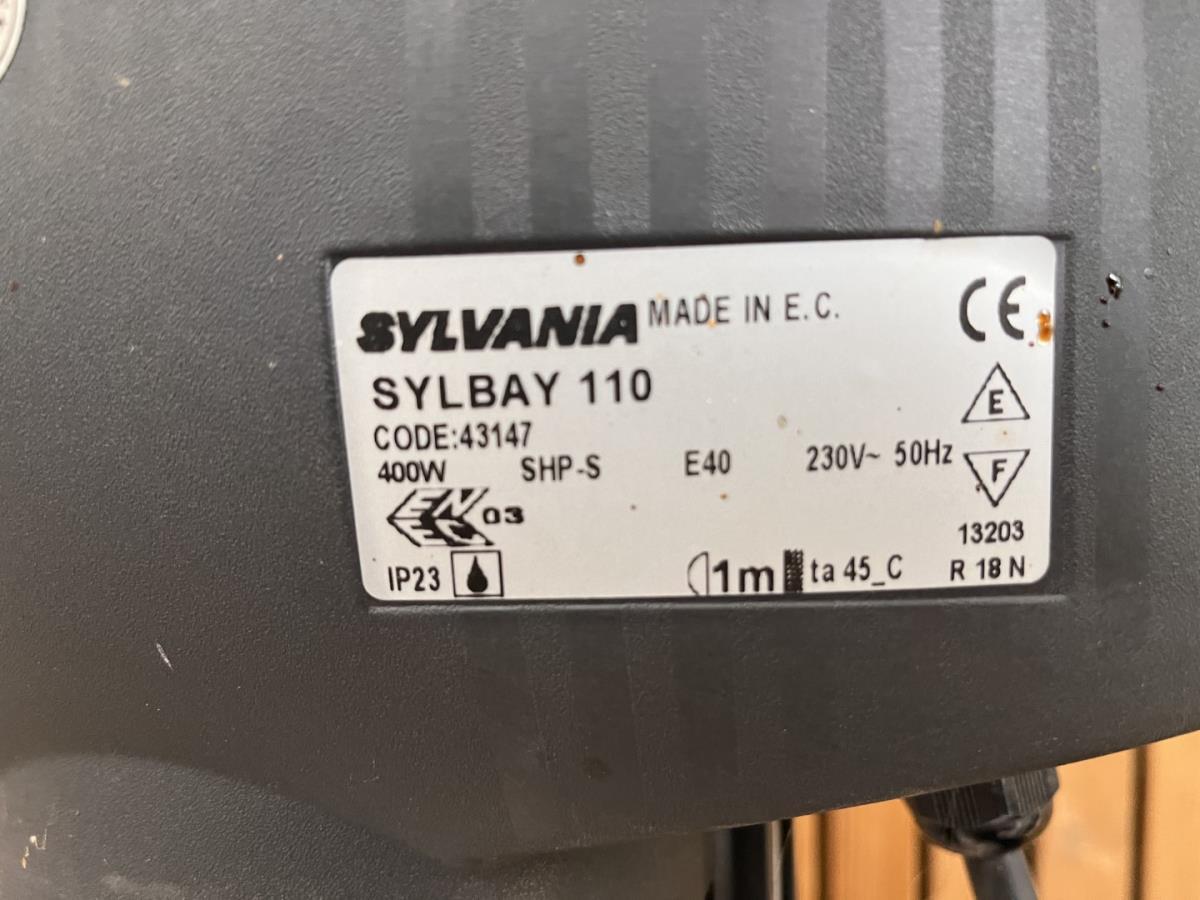 SYLVANIA MADE IN E.C.
CE
SYLBAY 110
E
CODE:43147
400W SHP-S E40 230V~ 50Hz
F
ENEC 03
13203
IP23 1m ta 45_C R 18 N